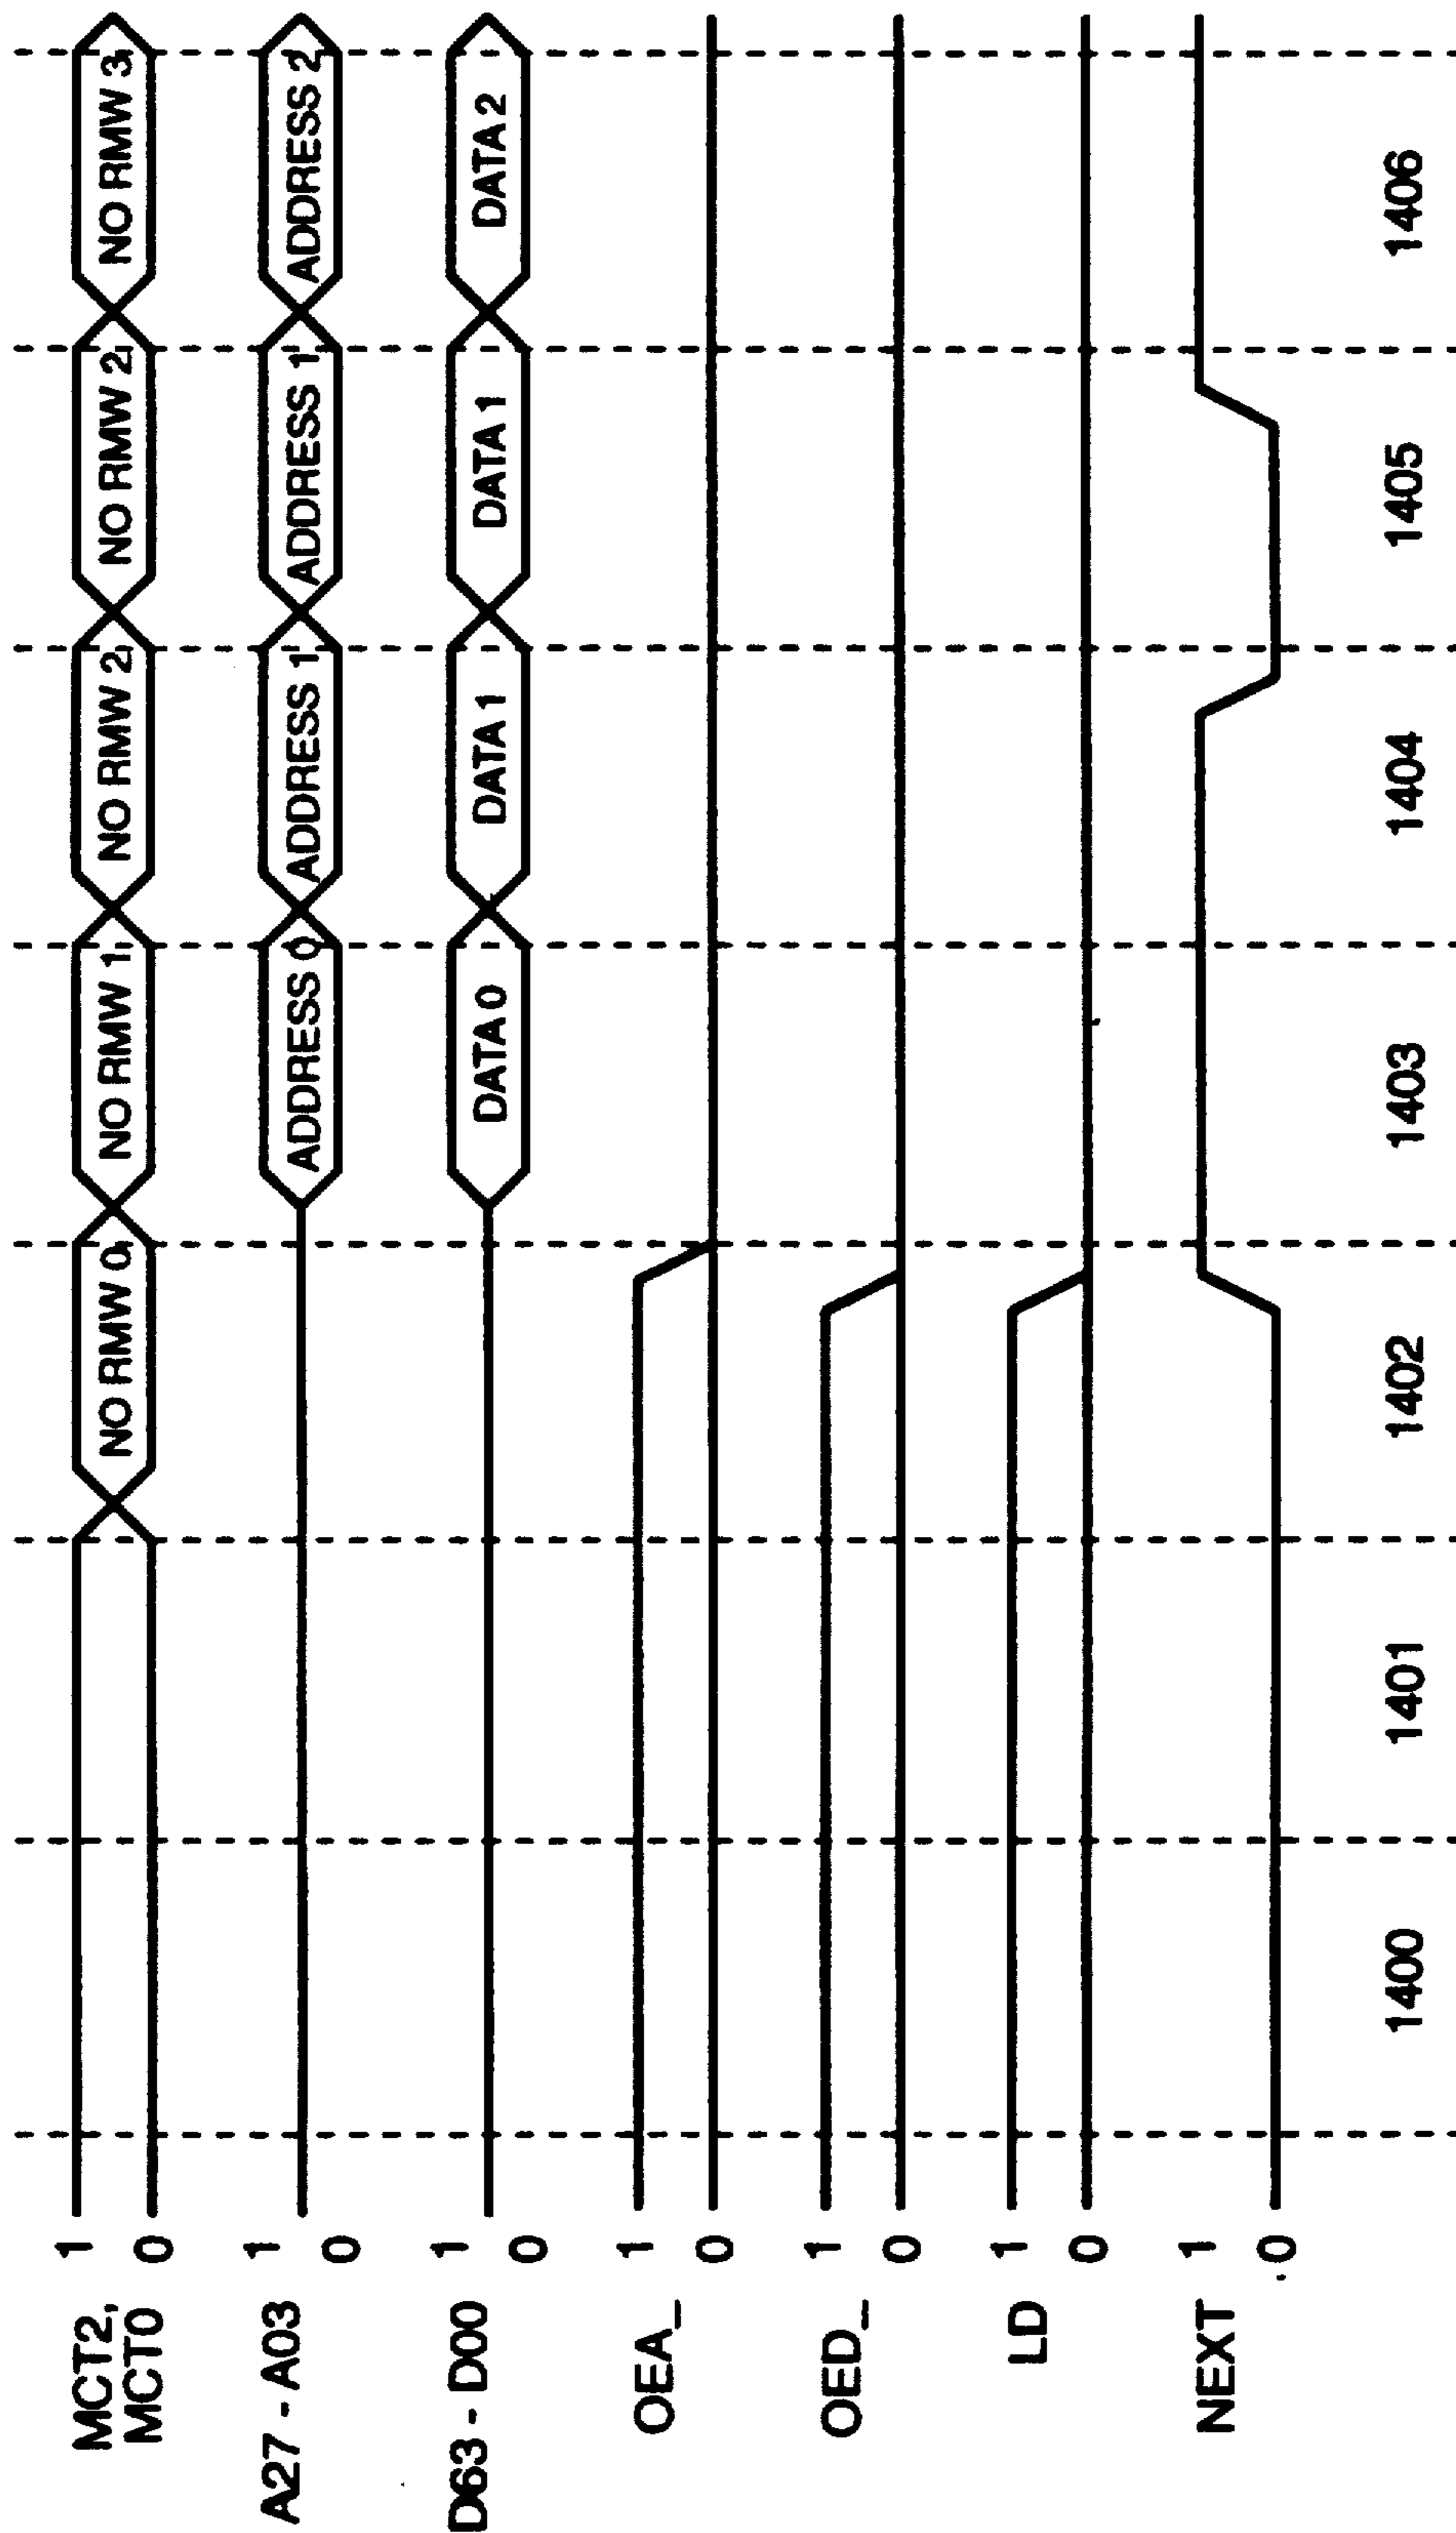 MCT2,
MCT0
1
0
NO RMW 0
NO RMW 1
NO RMW 2
NO RMW 2
NO RMW 3
A27 - A03
1
0
ADDRESS 0
ADDRESS 1
ADDRESS 1
ADDRESS 2
D63 - D00
1
0
DATA 0
DATA 1
DATA 1
DATA 2
OEA_
1
0
OED_
1
0
LD
1
0
NEXT
1
0
1400
1401
1402
1403
1404
1405
1406